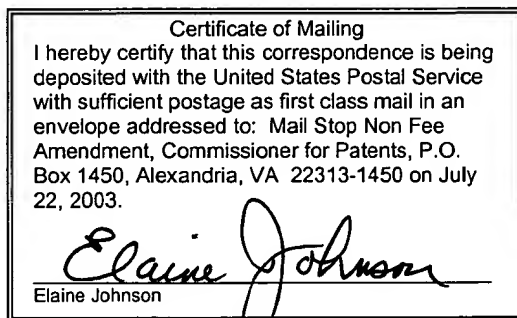 Certificate of Mailing
I hereby certify that this correspondence is being
deposited with the United States Postal Service
with sufficient postage as first class mail in an
envelope addressed to: Mail Stop Non Fee
Amendment, Commissioner for Patents, P.O.
Box 1450, Alexandria, VA 22313-1450 on July
22, 2003.
Elaine Johnson
Elaine Johnson